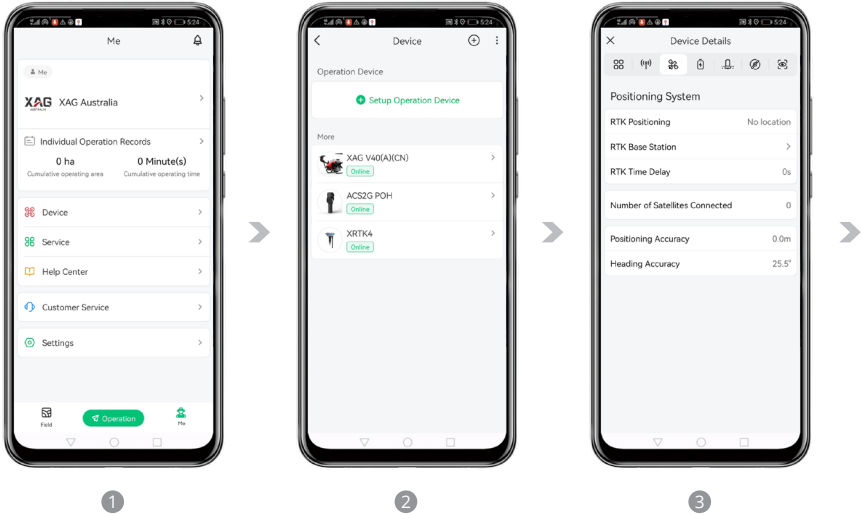 5:24
Me
Me
XAG
AUSTRALIA
XAG Australia
Individual Operation Records
0 ha
0 Minute(s)
Cumulative operating area
Cumulative operating time
Device
Service
Help Center
Customer Service
Settings
Field
Operation
Me
1
5:24
Device
Operation Device
Setup Operation Device
More
XAG V40(A)(CN)
Online
ACS2G POH
Online
XRTK4
Online
2
5:24
Device Details
Positioning System
RTK Positioning
No location
RTK Base Station
RTK Time Delay
0s
Number of Satellites Connected
0
Positioning Accuracy
0.0m
Heading Accuracy
25.5°
3